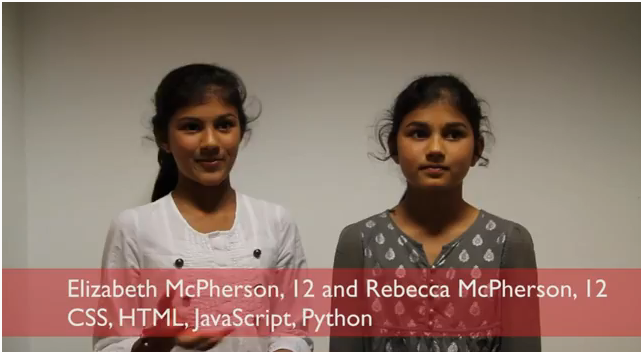 Elizabeth McPherson, 12 and Rebecca McPherson, 12
CSS, HTML, JavaScript, Python